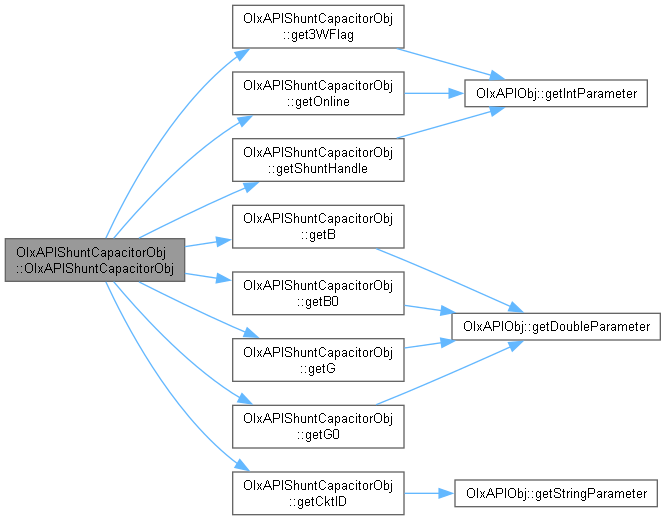 OlxAPIShuntCapacitorObj
::get3WFlag
OlxAPIShuntCapacitorObj
::getOnline
OlxAPIObj::getIntParameter
OlxAPIShuntCapacitorObj
::getShuntHandle
OlxAPIShuntCapacitorObj
::getB
OlxAPIShuntCapacitorObj
::OlxAPIShuntCapacitorObj
OlxAPIShuntCapacitorObj
::getB0
OlxAPIObj::getDoubleParameter
OlxAPIShuntCapacitorObj
::getG
OlxAPIShuntCapacitorObj
::getG0
OlxAPIShuntCapacitorObj
::getCktID
OlxAPIObj::getStringParameter